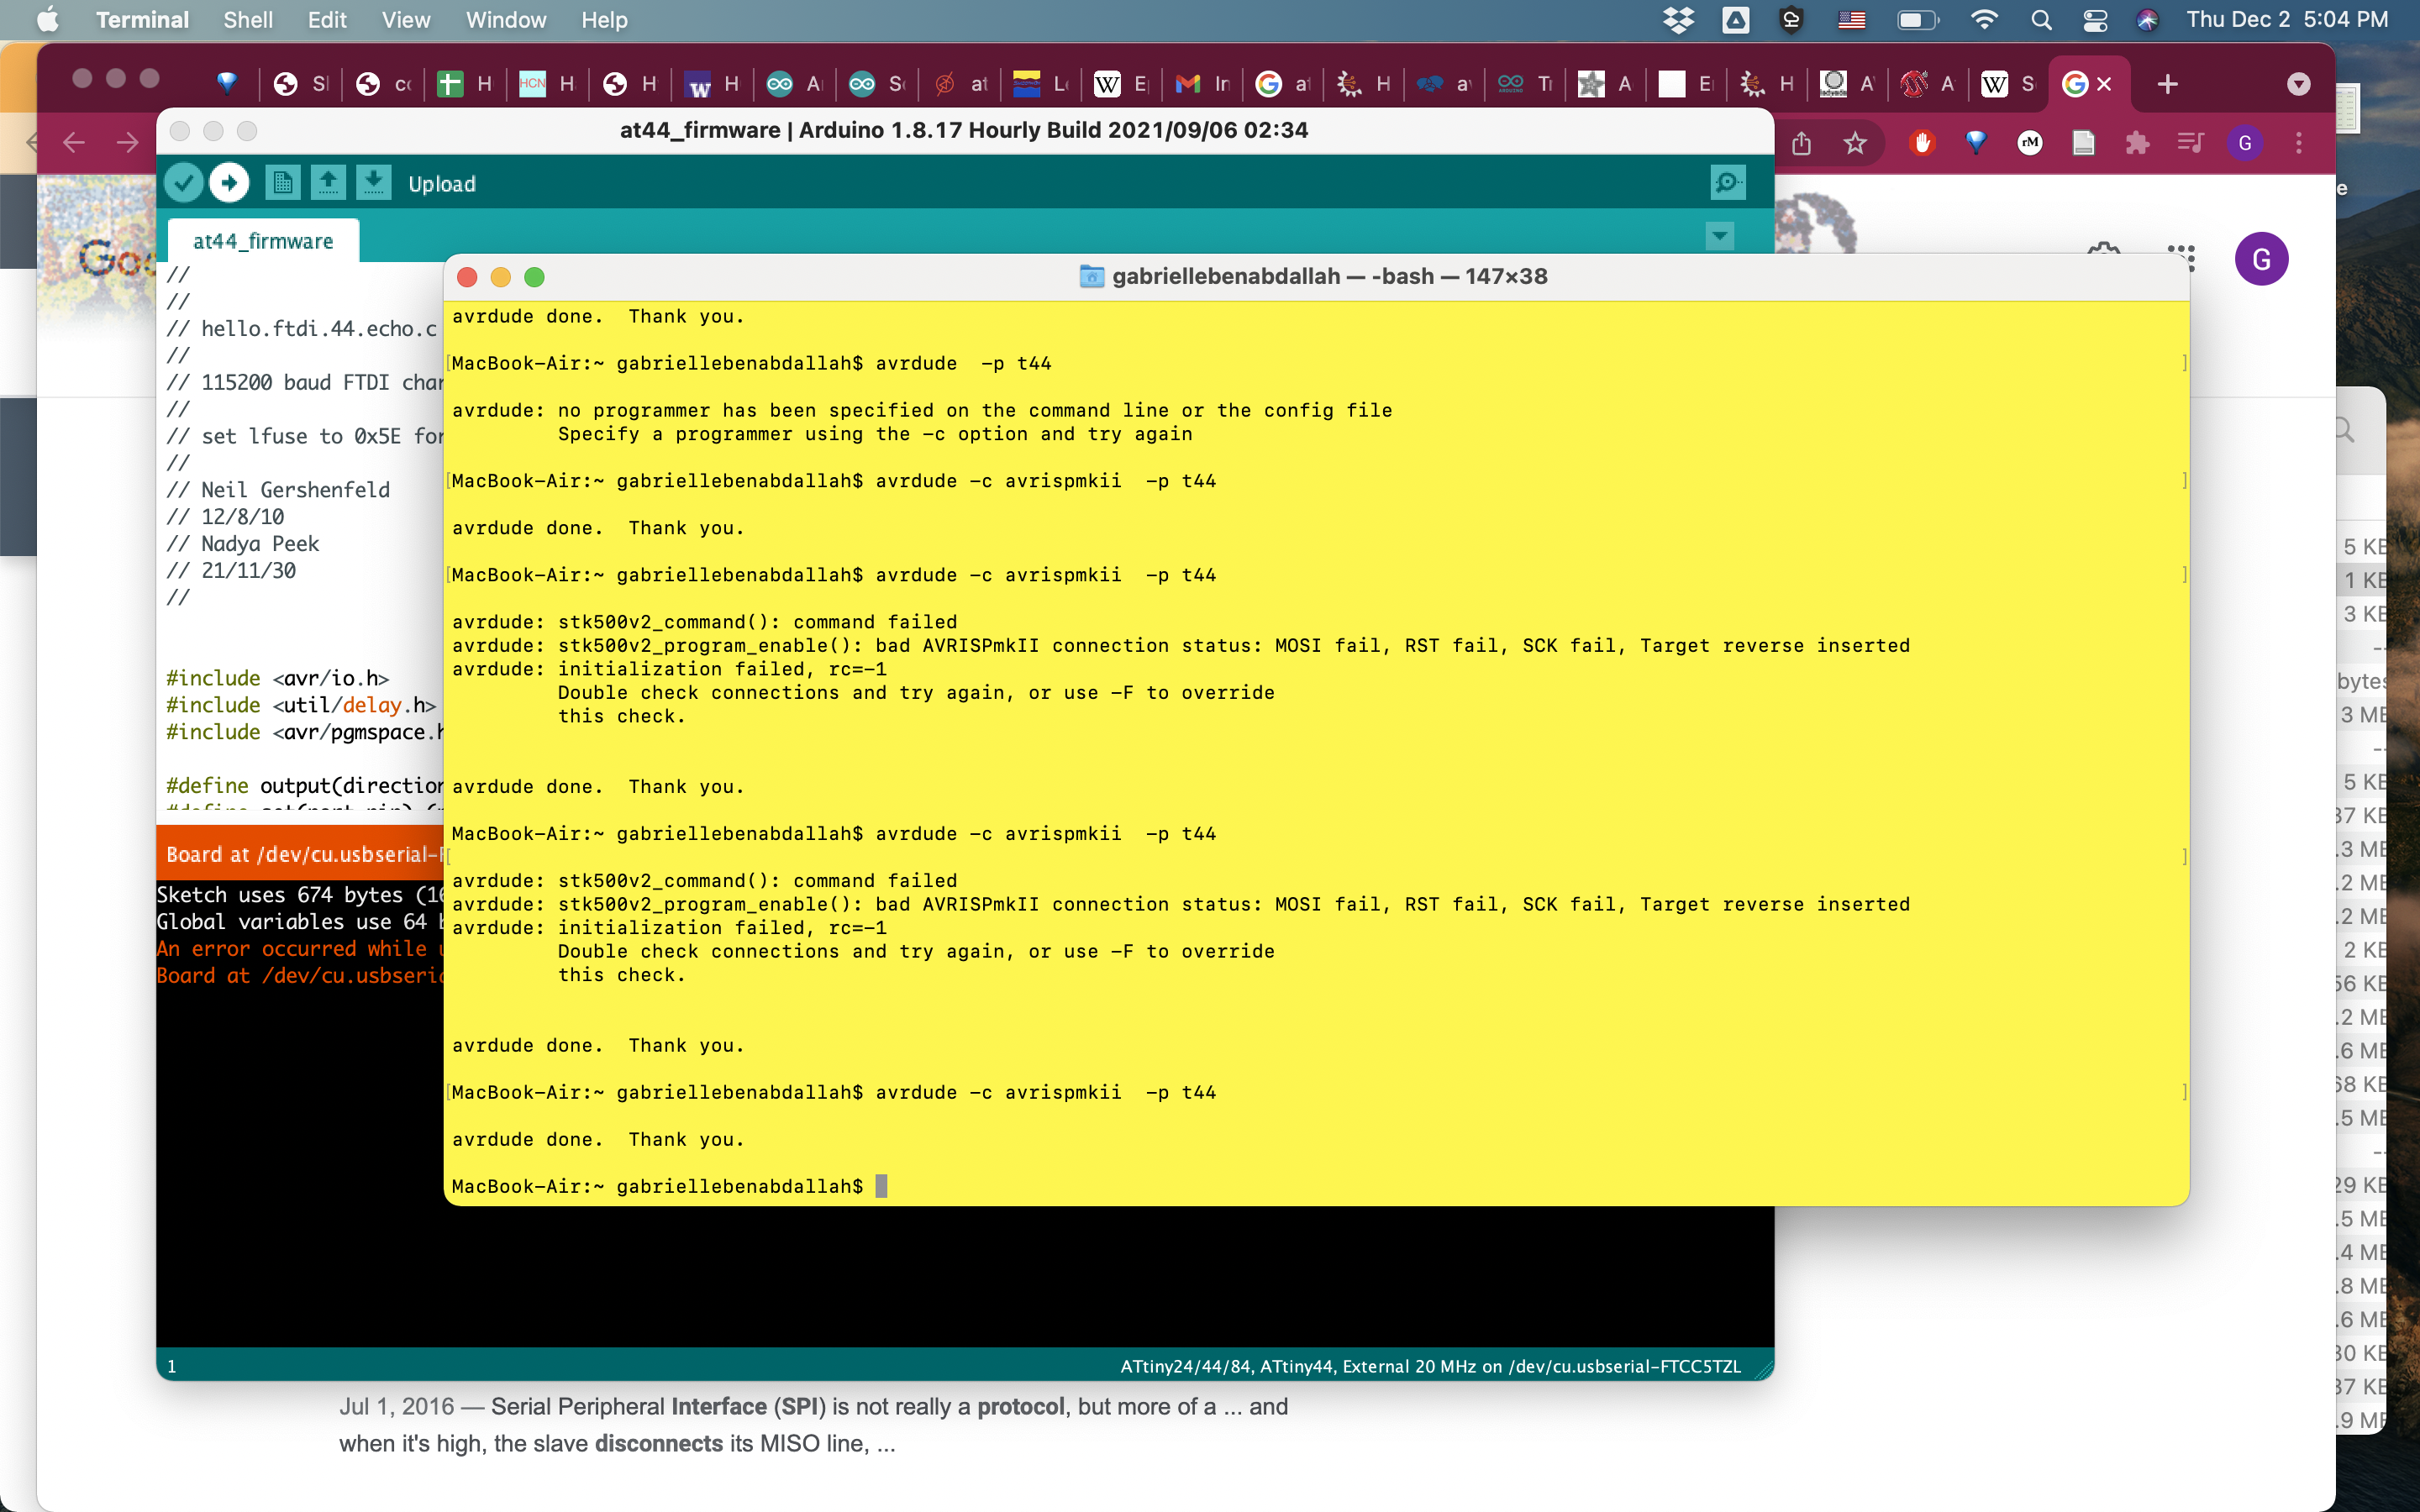 Terminal Shell Edit View Window Help Thu Dec 2 5:04 PM
Sl cc H HCN H H W H A S at L W E M In G at H a T A E H A A W S G
at44_firmware | Arduino 1.8.17 Hourly Build 2021/09/06 02:34
rM G
Upload
at44_firmware
G
//
//
// hello.ftdi.44.echo.c
//
// 115200 baud FTDI char
//
// set lfuse to 0x5E for
//
// Neil Gershenfeld
// 12/8/10
// Nadya Peek
// 21/11/30
//
#include <avr/io.h>
#include <util/delay.h>
#include <avr/pgmspace.h
#define output(direction
Board at /dev/cu.usbserial-F
Sketch uses 674 bytes (16
Global variables use 64 b
An error occurred while u
Board at /dev/cu.usbseria
gabriellebenabdallah — -bash — 147×38
avrdude done.  Thank you.
[MacBook-Air:~ gabriellebenabdallah$ avrdude  -p t44 ]
avrdude: no programmer has been specified on the command line or the config file
Specify a programmer using the -c option and try again
[MacBook-Air:~ gabriellebenabdallah$ avrdude -c avrispmkii  -p t44 ]
avrdude done.  Thank you.
[MacBook-Air:~ gabriellebenabdallah$ avrdude -c avrispmkii  -p t44 ]
avrdude: stk500v2_command(): command failed
avrdude: stk500v2_program_enable(): bad AVRISPmkII connection status: MOSI fail, RST fail, SCK fail, Target reverse inserted
avrdude: initialization failed, rc=-1
Double check connections and try again, or use -F to override
this check.
avrdude done.  Thank you.
MacBook-Air:~ gabriellebenabdallah$ avrdude -c avrispmkii  -p t44
[ ]
avrdude: stk500v2_command(): command failed
avrdude: stk500v2_program_enable(): bad AVRISPmkII connection status: MOSI fail, RST fail, SCK fail, Target reverse inserted
avrdude: initialization failed, rc=-1
Double check connections and try again, or use -F to override
this check.
avrdude done.  Thank you.
[MacBook-Air:~ gabriellebenabdallah$ avrdude -c avrispmkii  -p t44 ]
avrdude done.  Thank you.
MacBook-Air:~ gabriellebenabdallah$
1 ATtiny24/44/84, ATtiny44, External 20 MHz on /dev/cu.usbserial-FTCC5TZL
Jul 1, 2016 — Serial Peripheral Interface (SPI) is not really a protocol, but more of a ... and
when it's high, the slave disconnects its MISO line, ...
e
5 KB
1 KB
3 KB
--
bytes
3 MB
--
5 KB
37 KB
.3 MB
.2 MB
.2 MB
2 KB
56 KB
.2 MB
.6 MB
68 KB
.5 MB
--
29 KB
.5 MB
.4 MB
.8 MB
.6 MB
30 KB
37 KB
.9 MB